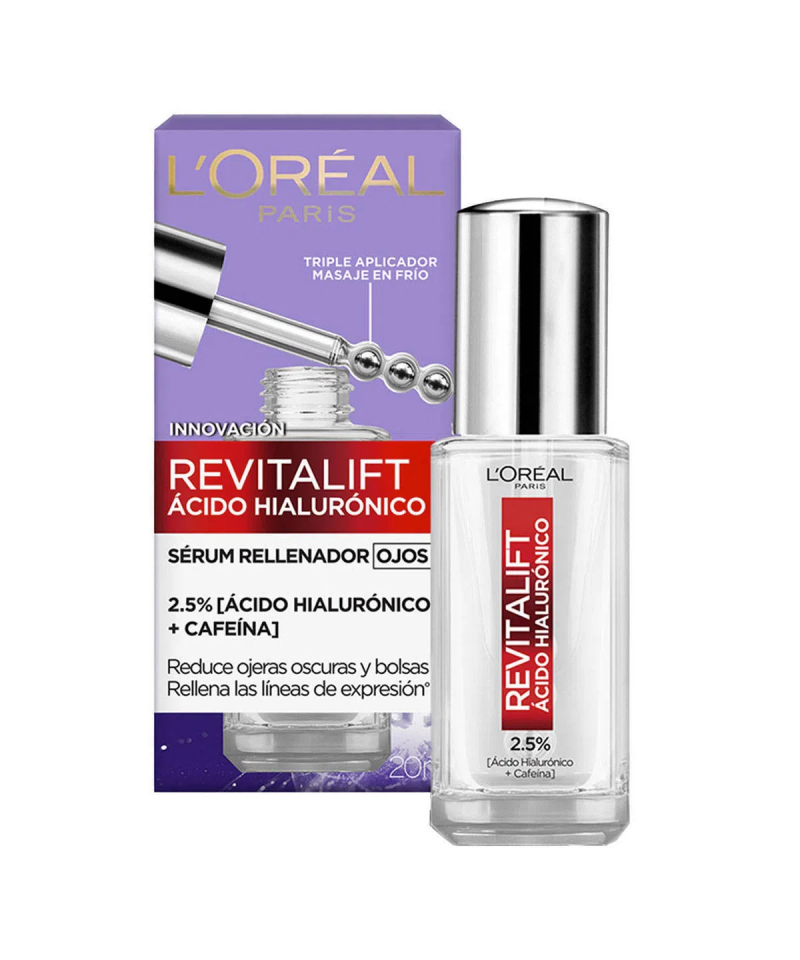 L'ORÉAL
PARiS
TRIPLE APLICADOR
MASAJE EN FRÍO
INNOVACIÓN
REVITALIFT
ÁCIDO HIALURÓNICO
SÉRUM RELLENADOR OJOS
2.5% [ÁCIDO HIALURÓNICO
+ CAFEÍNA]
Reduce ojeras oscuras y bolsas
Rellena las líneas de expresión°
L'ORÉAL
PARIS
REVITALIFT
ÁCIDO HIALURÓNICO
2.5%
[Ácido Hialurónico
+ Cafeína]